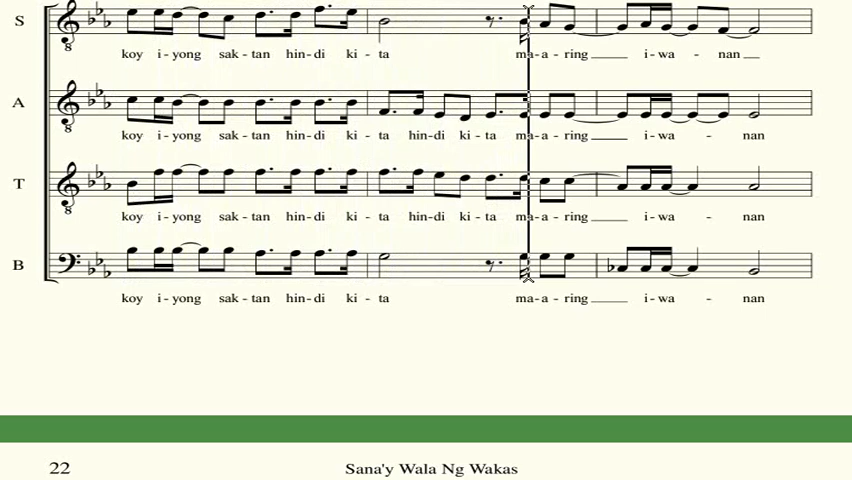 S
koy i - yong sak - tan hin - di ki - ta ma - a - ring i - wa - nan
A
koy i - yong sak - tan hin - di ki - ta hin - di ki - ta ma - a - ring i - wa - nan
T
koy i - yong sak - tan hin - di ki - ta hin - di ki - ta ma - a - ring i - wa - nan
B
koy i - yong sak - tan hin - di ki - ta ma - a - ring i - wa - nan
22 Sana'y Wala Ng Wakas